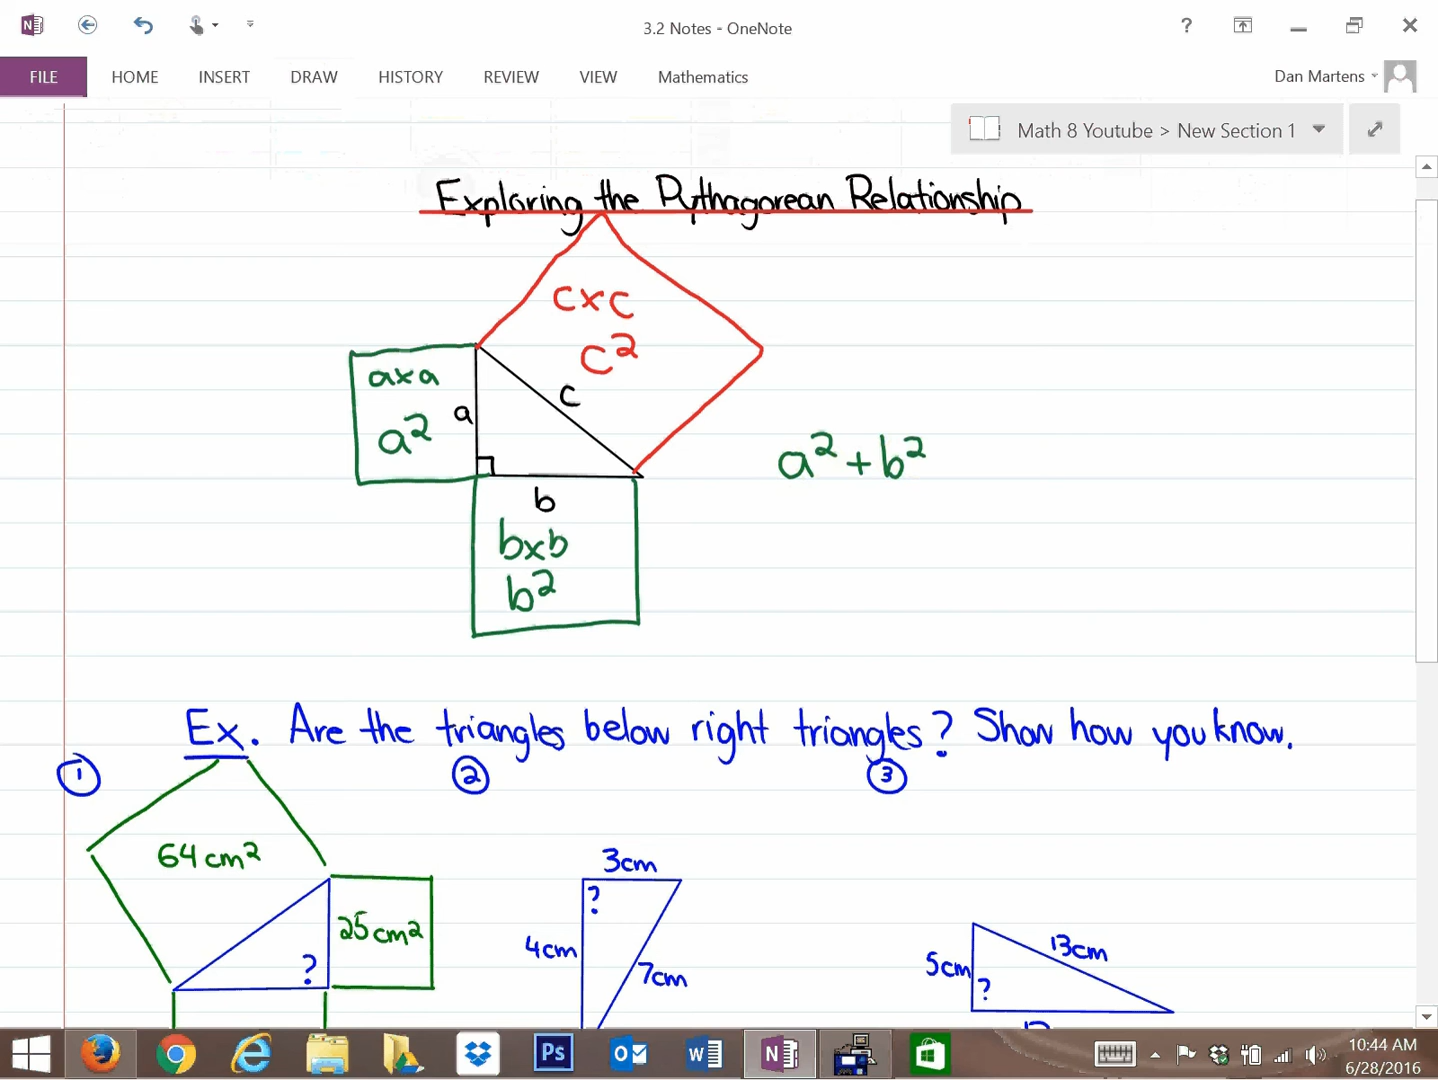 3.2 Notes - OneNote
?
FILE HOME INSERT DRAW HISTORY REVIEW VIEW Mathematics
Dan Martens
Math 8 Youtube > New Section 1
Exploring the Pythagorean Relationship
c×c
c²
a×a
a²
a
c
b
b×b
b²
a² + b²
Ex. Are the triangles below right triangles? Show how you know.
① ② ③
64 cm²
25 cm²
?
3cm
?
4cm
7cm
5cm
13cm
?
Ps
10:44 AM
6/28/2016